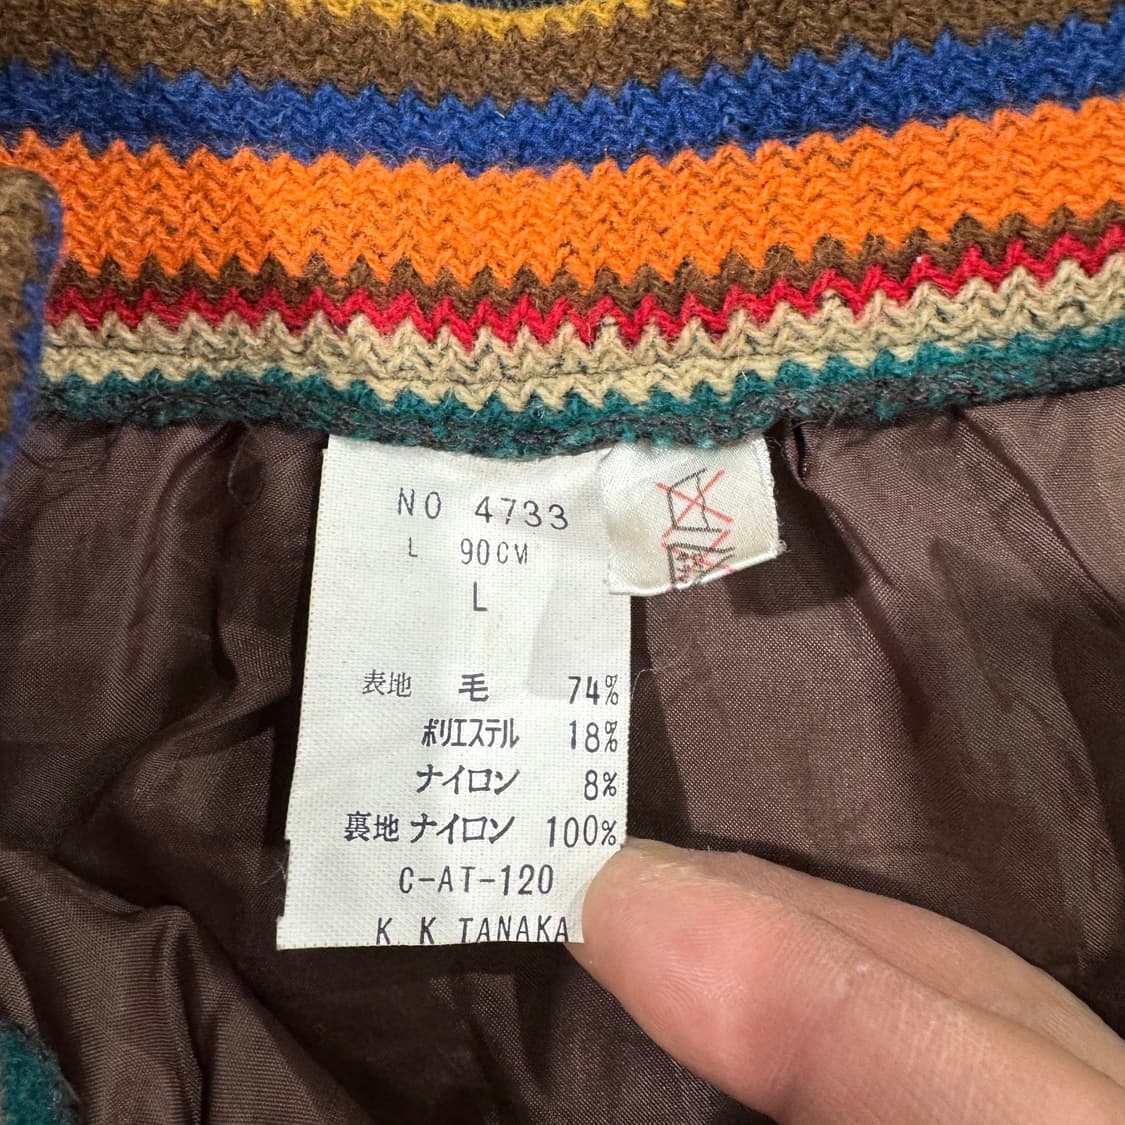 NO 4733
L 90CM
L
表地 毛 74%
ポリエステル 18%
ナイロン 8%
裏地 ナイロン 100%
C-AT-120
K.K TANAKA